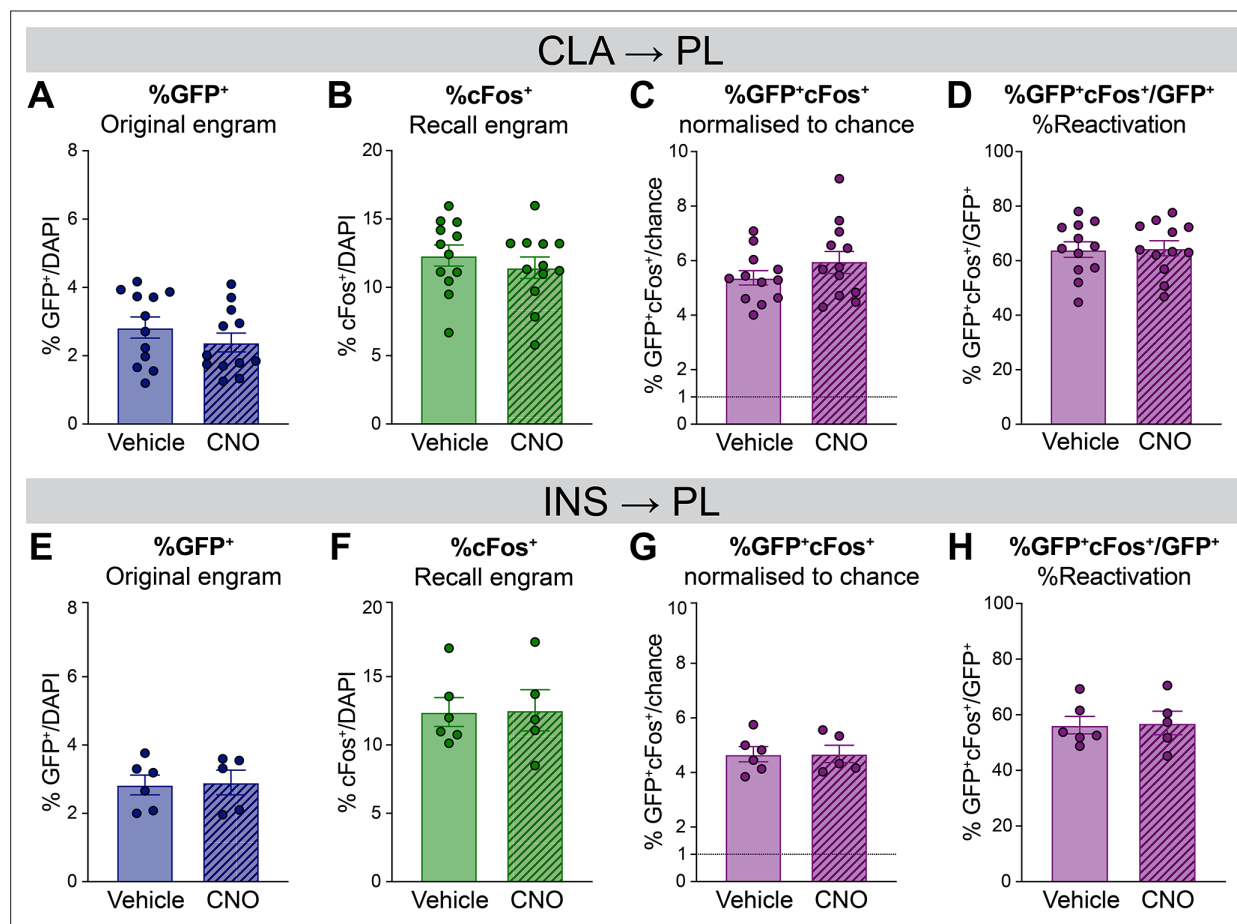 CLA → PL
A %GFP⁺
Original engram
% GFP⁺/DAPI
8
6
4
2
0
Vehicle CNO
B %cFos⁺
Recall engram
% cFos⁺/DAPI
20
15
10
5
0
Vehicle CNO
C %GFP⁺cFos⁺
normalised to chance
% GFP⁺cFos⁺/chance
10
8
6
4
2
1
0
Vehicle CNO
D %GFP⁺cFos⁺/GFP⁺
%Reactivation
% GFP⁺cFos⁺/GFP⁺
100
80
60
40
20
0
Vehicle CNO
INS → PL
E %GFP⁺
Original engram
% GFP⁺/DAPI
8
6
4
2
0
Vehicle CNO
F %cFos⁺
Recall engram
% cFos⁺/DAPI
20
15
10
5
0
Vehicle CNO
G %GFP⁺cFos⁺
normalised to chance
% GFP⁺cFos⁺/chance
10
8
6
4
2
1
0
Vehicle CNO
H %GFP⁺cFos⁺/GFP⁺
%Reactivation
% GFP⁺cFos⁺/GFP⁺
100
80
60
40
20
0
Vehicle CNO